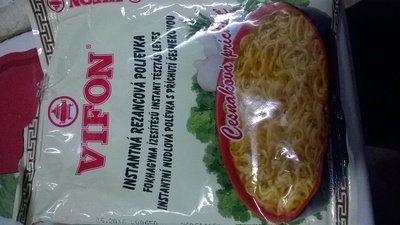 VIFON
INSTANTNÁ REZANCOVÁ POLIEVKA
FOKHAGYMA ÍZESÍTÉSŰ INSTANT TÉSZTÁS LEVES
INSTANTNÍ NUDLOVÁ POLÉVKA S PŘÍCHUTÍ ČESNEKOVOU
Cesnaková príchuť